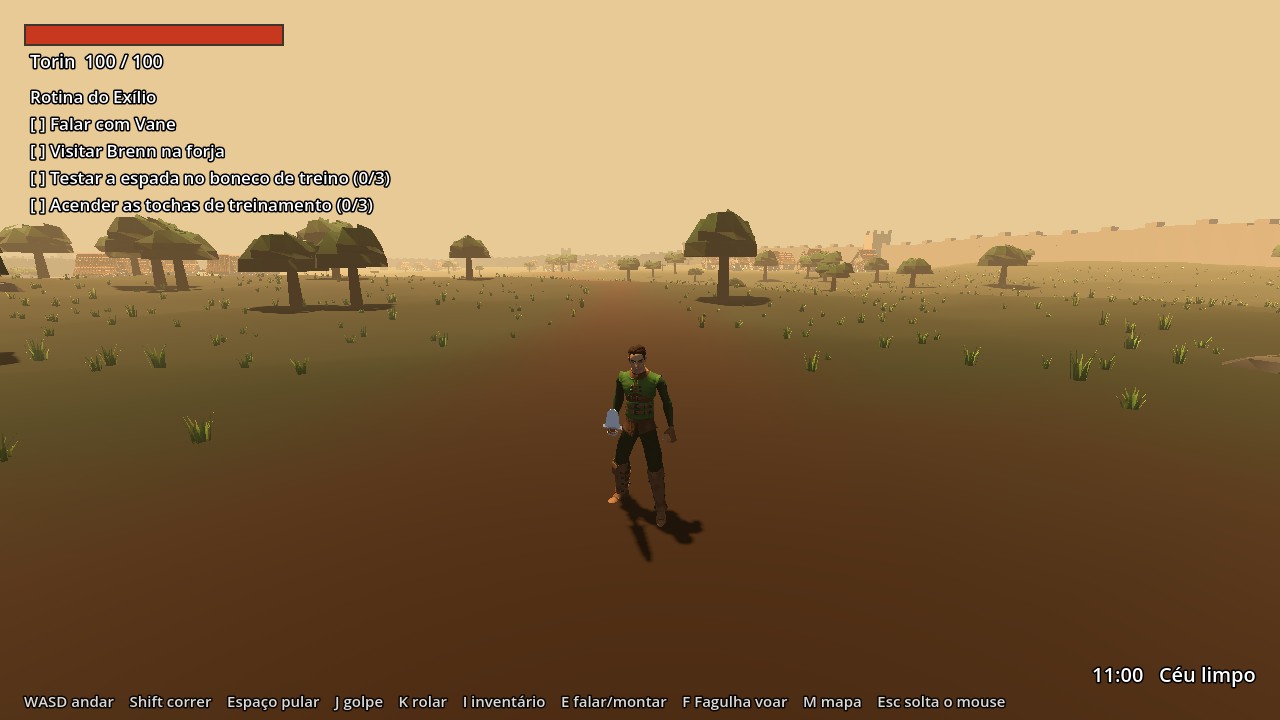 Torin 100 / 100
Rotina do Exílio
[ ] Falar com Vane
[ ] Visitar Brenn na forja
[ ] Testar a espada no boneco de treino (0/3)
[ ] Acender as tochas de treinamento (0/3)
11:00 Céu limpo
WASD andar Shift correr Espaço pular J golpe K rolar I inventário E falar/montar F Fagulha voar M mapa Esc solta o mouse